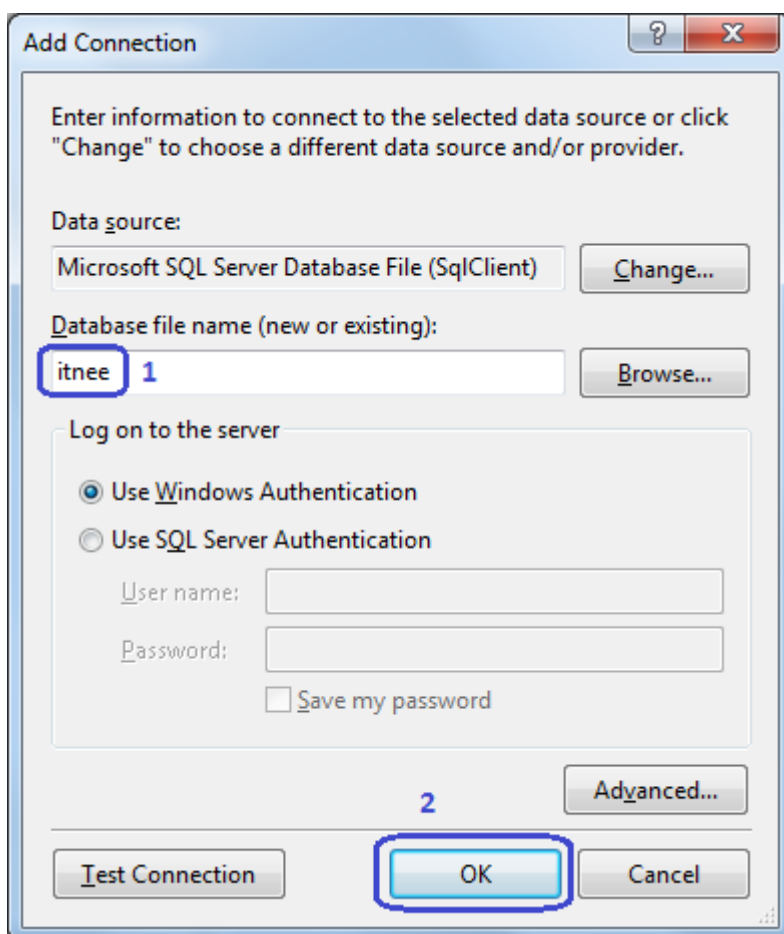 Add Connection
Enter information to connect to the selected data source or click
"Change" to choose a different data source and/or provider.
Data source:
Microsoft SQL Server Database File (SqlClient)
Change...
Database file name (new or existing):
itnee 1
Browse...
Log on to the server
Use Windows Authentication
Use SQL Server Authentication
User name:
Password:
Save my password
Advanced...
2
Test Connection
OK
Cancel